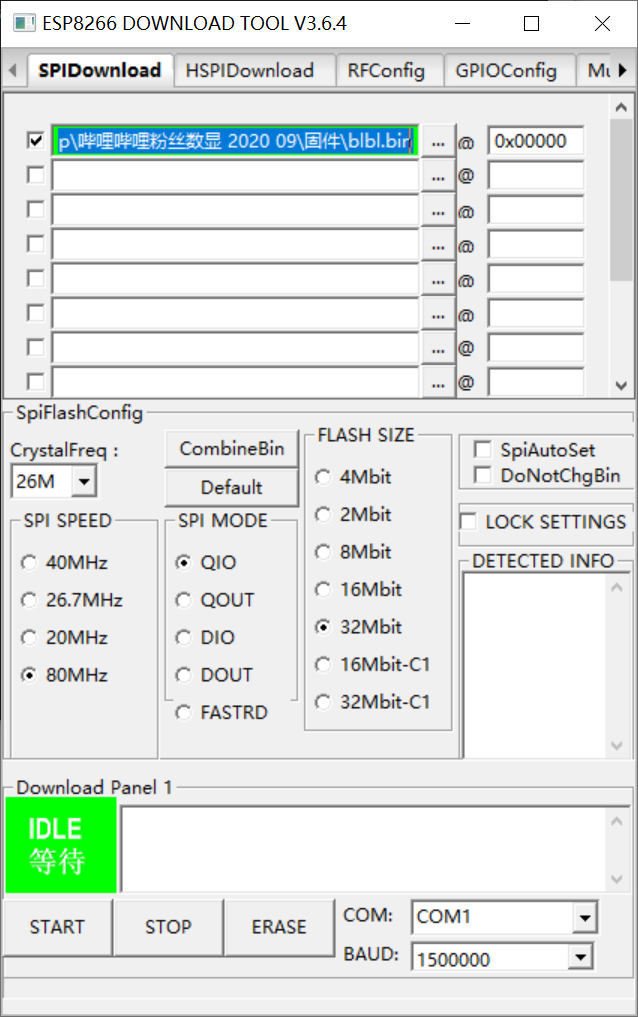 ESP8266 DOWNLOAD TOOL V3.6.4
SPIDownload HSPIDownload RFConfig GPIOConfig Mu
p\哔哩哔哩粉丝数显 2020 09\固件\blbl.bin ... @ 0x00000
... @
... @
... @
... @
... @
... @
... @
SpiFlashConfig
CrystalFreq :
26M
CombineBin
Default
SPI SPEED
40MHz
26.7MHz
20MHz
80MHz
SPI MODE
QIO
QOUT
DIO
DOUT
FASTRD
FLASH SIZE
4Mbit
2Mbit
8Mbit
16Mbit
32Mbit
16Mbit-C1
32Mbit-C1
SpiAutoSet
DoNotChgBin
LOCK SETTINGS
DETECTED INFO
Download Panel 1
IDLE
等待
START STOP ERASE
COM: COM1
BAUD: 1500000